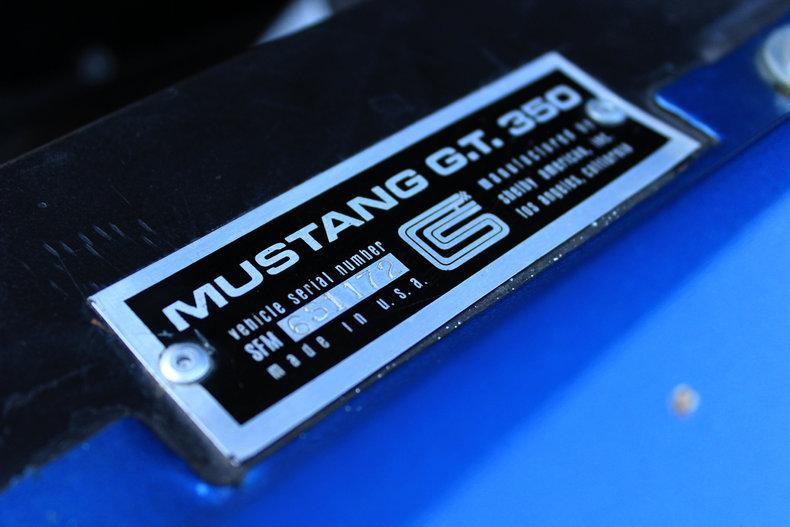 MUSTANG G.T. 350
vehicle serial number
SFM 6S1172
made in u.s.a.
manufactured by
shelby american, inc.
los angeles, california